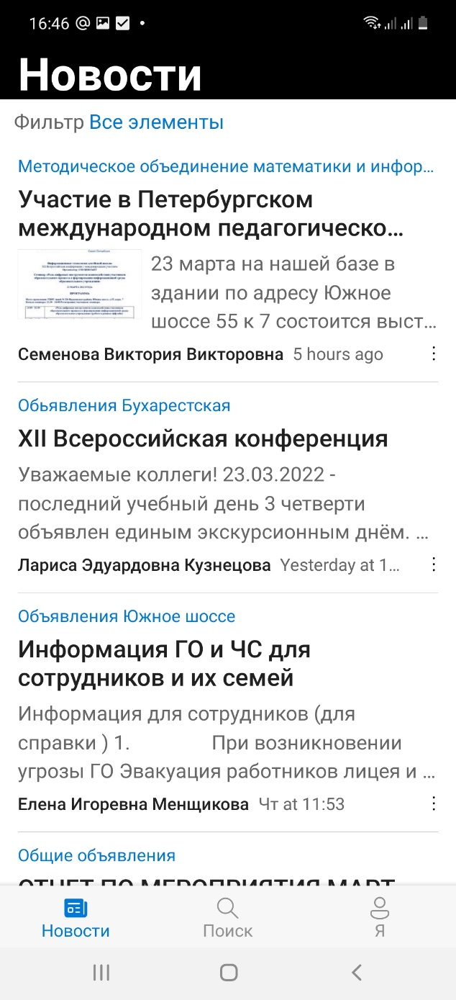 16:46
Новости
Фильтр Все элементы
Методическое объединение математики и инфор...
Участие в Петербургском
международном педагогическо...
23 марта на нашей базе в
здании по адресу Южное
шоссе 55 к 7 состоится выст...
Семенова Виктория Викторовна 5 hours ago
Обьявления Бухарестская
XII Всероссийская конференция
Уважаемые коллеги! 23.03.2022 -
последний учебный день 3 четверти
объявлен единым экскурсионным днём. ...
Лариса Эдуардовна Кузнецова Yesterday at 1...
Объявления Южное шоссе
Информация ГО и ЧС для
сотрудников и их семей
Информация для сотрудников (для
справки ) 1. При возникновении
угрозы ГО Эвакуация работников лицея и ...
Елена Игоревна Менщикова Чт at 11:53
Общие объявления
ОТЧЕТ ПО МЕРОПРИЯТИЯ МАРТ
Новости
Поиск
Я